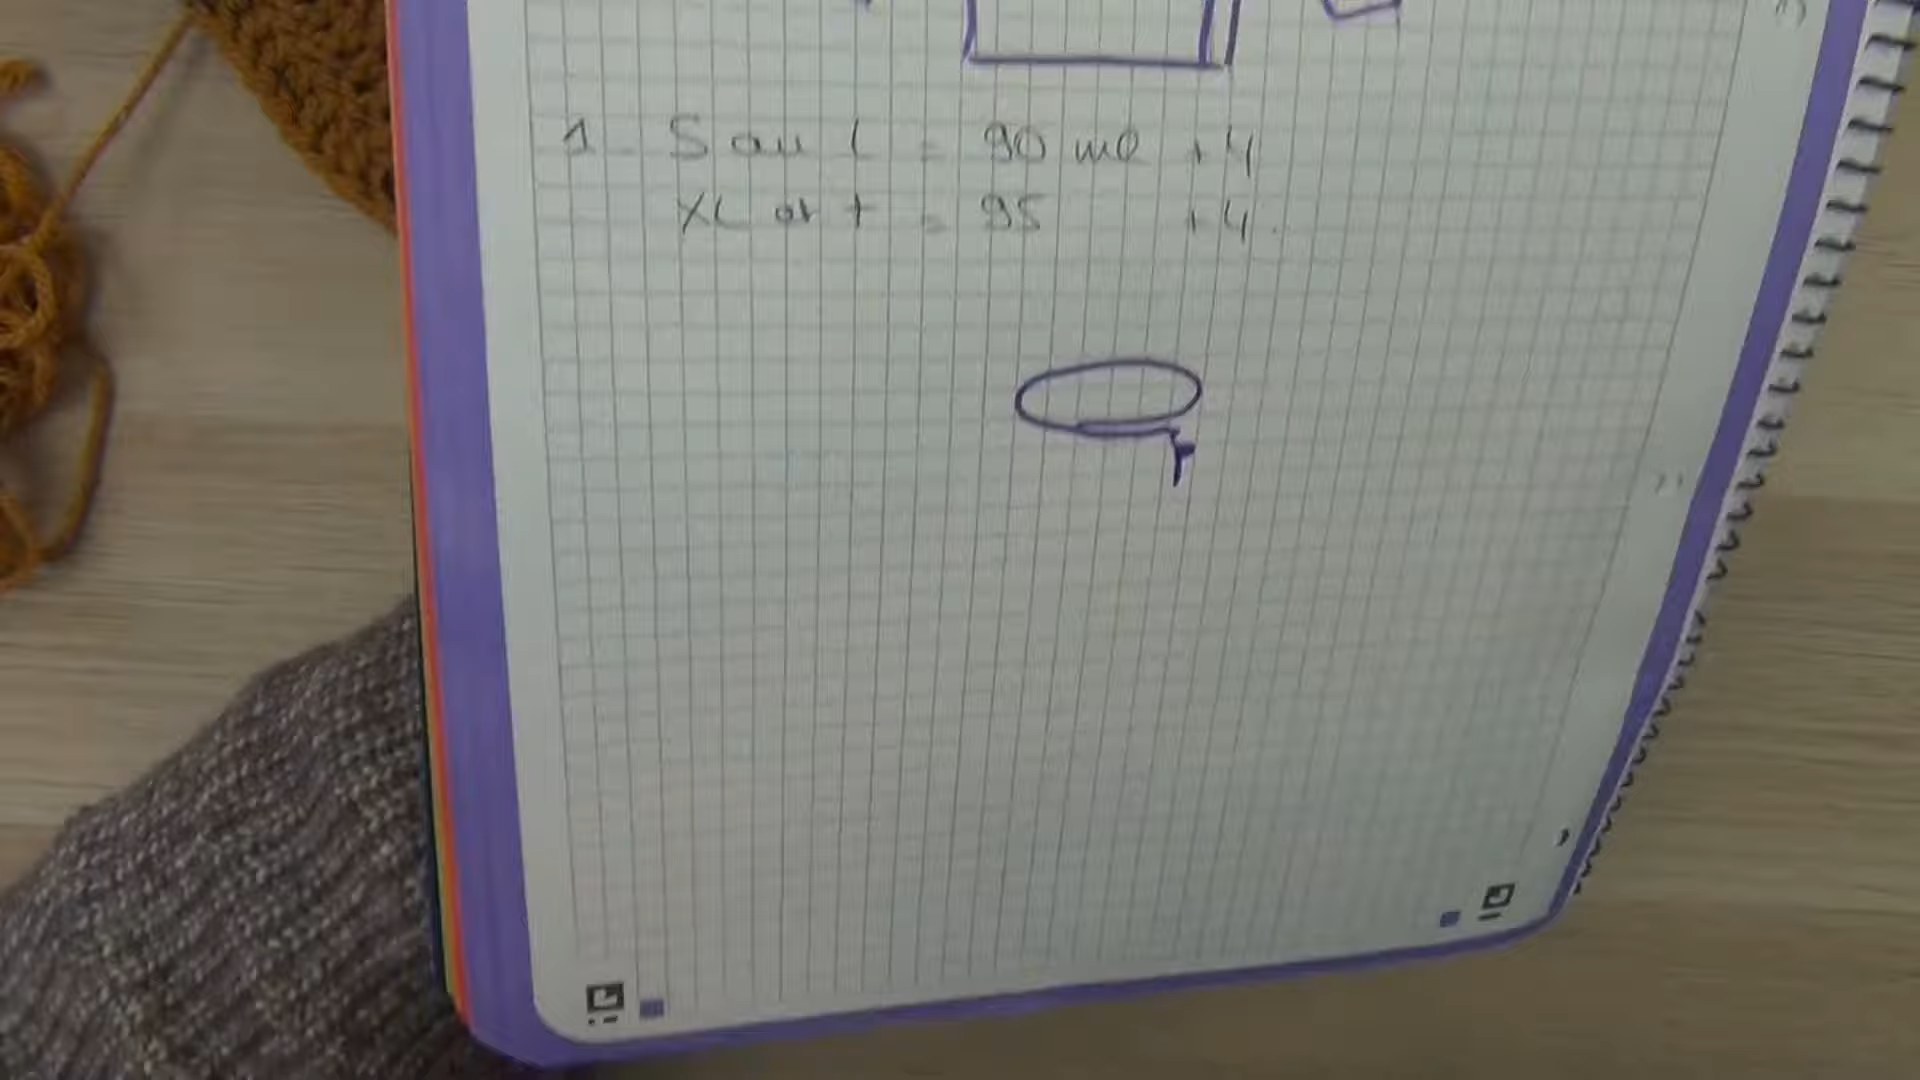 1 S au L = 90 ml + 4
XL et + = 95 + 4.